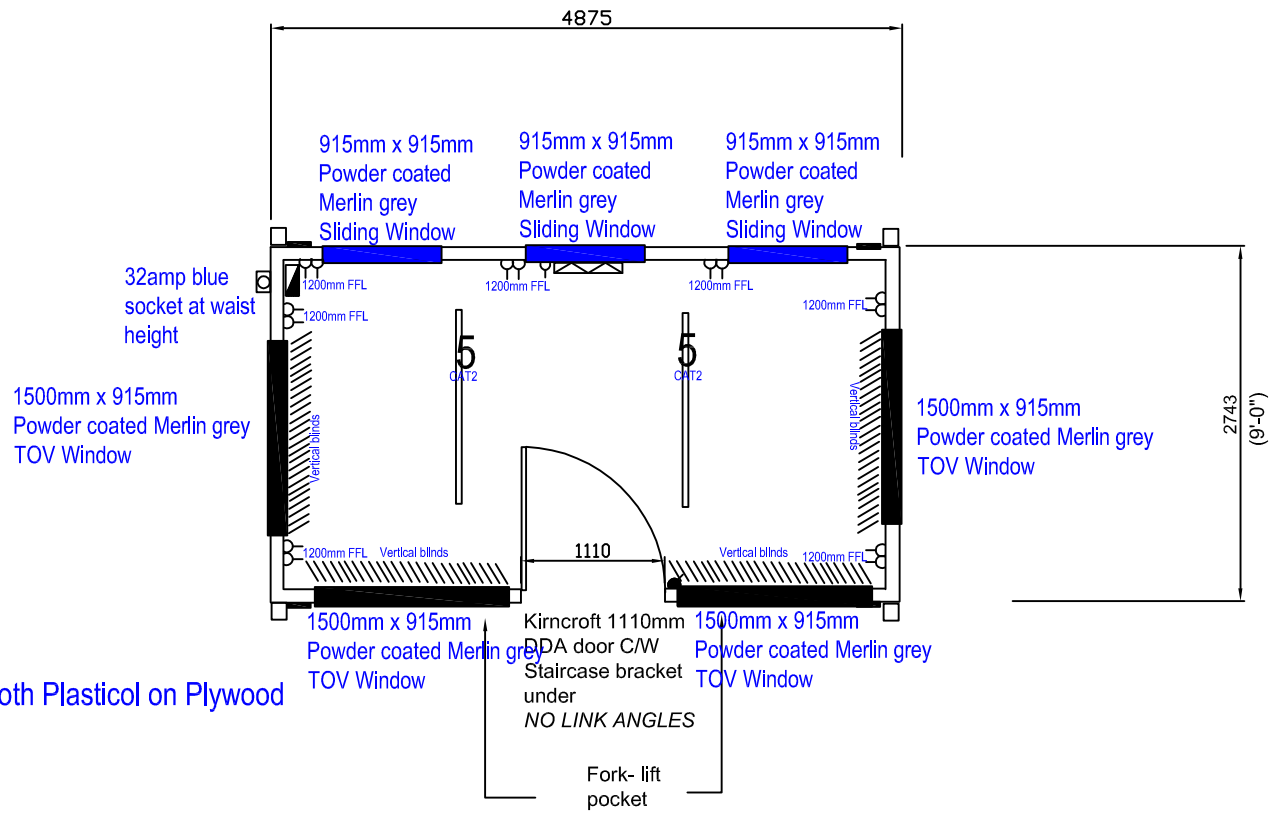 4875
915mm x 915mm
Powder coated
Merlin grey
Sliding Window
915mm x 915mm
Powder coated
Merlin grey
Sliding Window
915mm x 915mm
Powder coated
Merlin grey
Sliding Window
32amp blue
socket at waist
height
1200mm FFL
1200mm FFL
1200mm FFL
1200mm FFL
1200mm FFL
5
CAT2
5
CAT2
1500mm x 915mm
Powder coated Merlin grey
TOV Window
Vertical blinds
Vertical blinds
1500mm x 915mm
Powder coated Merlin grey
TOV Window
2743
(9'-0")
1200mm FFL
Vertical blinds
1110
Vertical blinds
1200mm FFL
1500mm x 915mm
Powder coated Merlin grey
TOV Window
Kirncroft 1110mm
DDA door C/W
Staircase bracket
under
NO LINK ANGLES
1500mm x 915mm
Powder coated Merlin grey
TOV Window
oth Plasticol on Plywood
Fork- lift
pocket